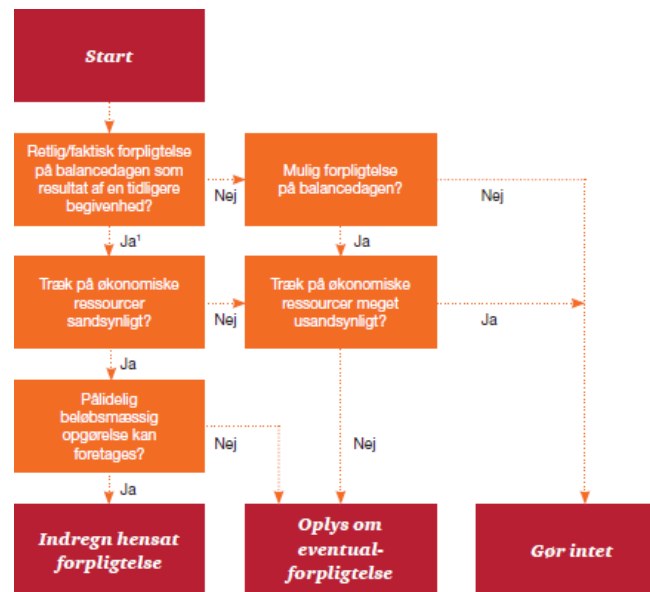 Start
Retlig/faktisk forpligtelse
på balancedagen som
resultat af en tidligere
begivenhed?
Nej
Mulig forpligtelse
på balancedagen?
Nej
Ja¹
Ja
Træk på økonomiske
ressourcer
sandsynligt?
Nej
Træk på økonomiske
ressourcer meget
usandsynligt?
Ja
Ja
Pålidelig
beløbsmæssig
opgørelse kan
foretages?
Nej
Nej
Ja
Indregn hensat
forpligtelse
Oplys om
eventual-
forpligtelse
Gør intet